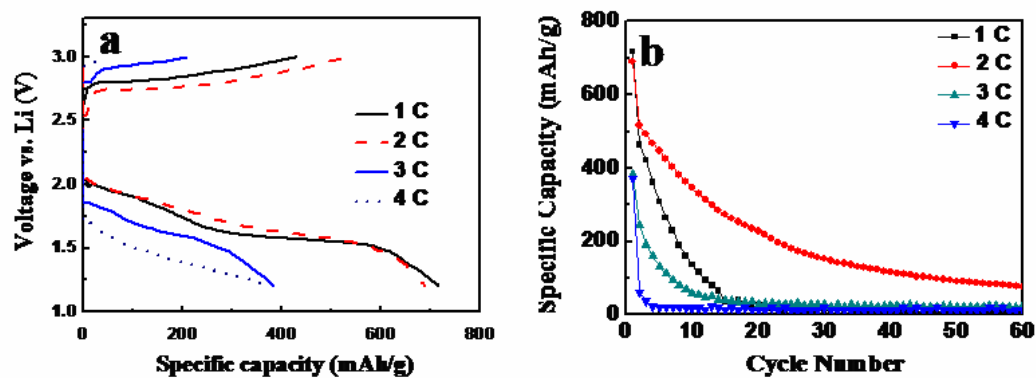 a
3.0
2.5
2.0
1.5
1.0
Voltage vs. Li (V)
1 C
2 C
3 C
4 C
0
200
400
600
800
Specific capacity (mAh/g)
b
800
600
400
200
0
Specific Capacity (mAh/g)
1 C
2 C
3 C
4 C
0
10
20
30
40
50
60
Cycle Number